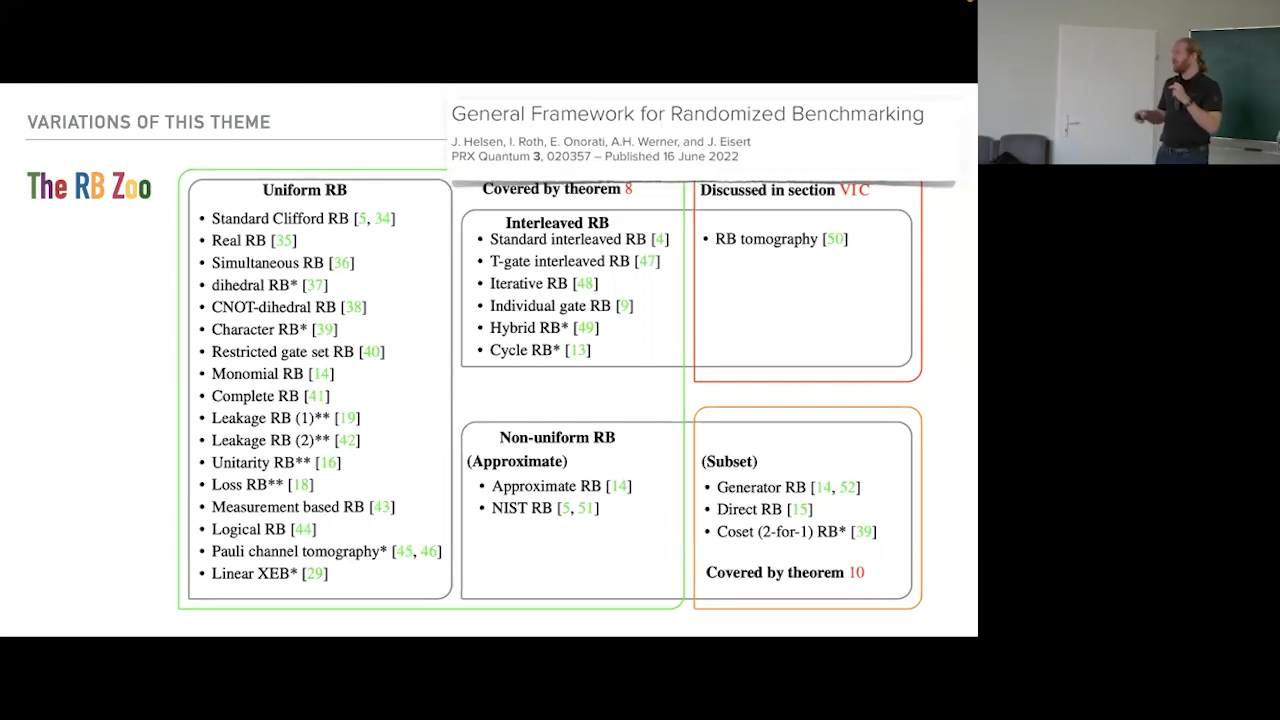 VARIATIONS OF THIS THEME
General Framework for Randomized Benchmarking
J. Helsen, I. Roth, E. Onorati, A.H. Werner, and J. Eisert
PRX Quantum 3, 020357 – Published 16 June 2022
The RB Zoo
Uniform RB
• Standard Clifford RB [5, 34]
• Real RB [35]
• Simultaneous RB [36]
• dihedral RB* [37]
• CNOT-dihedral RB [38]
• Character RB* [39]
• Restricted gate set RB [40]
• Monomial RB [14]
• Complete RB [41]
• Leakage RB (1)** [19]
• Leakage RB (2)** [42]
• Unitarity RB** [16]
• Loss RB** [18]
• Measurement based RB [43]
• Logical RB [44]
• Pauli channel tomography* [45, 46]
• Linear XEB* [29]
Covered by theorem 8
Interleaved RB
• Standard interleaved RB [4]
• T-gate interleaved RB [47]
• Iterative RB [48]
• Individual gate RB [9]
• Hybrid RB* [49]
• Cycle RB* [13]
Discussed in section VI C
• RB tomography [50]
Non-uniform RB
(Approximate)
• Approximate RB [14]
• NIST RB [5, 51]
(Subset)
• Generator RB [14, 52]
• Direct RB [15]
• Coset (2-for-1) RB* [39]
Covered by theorem 10